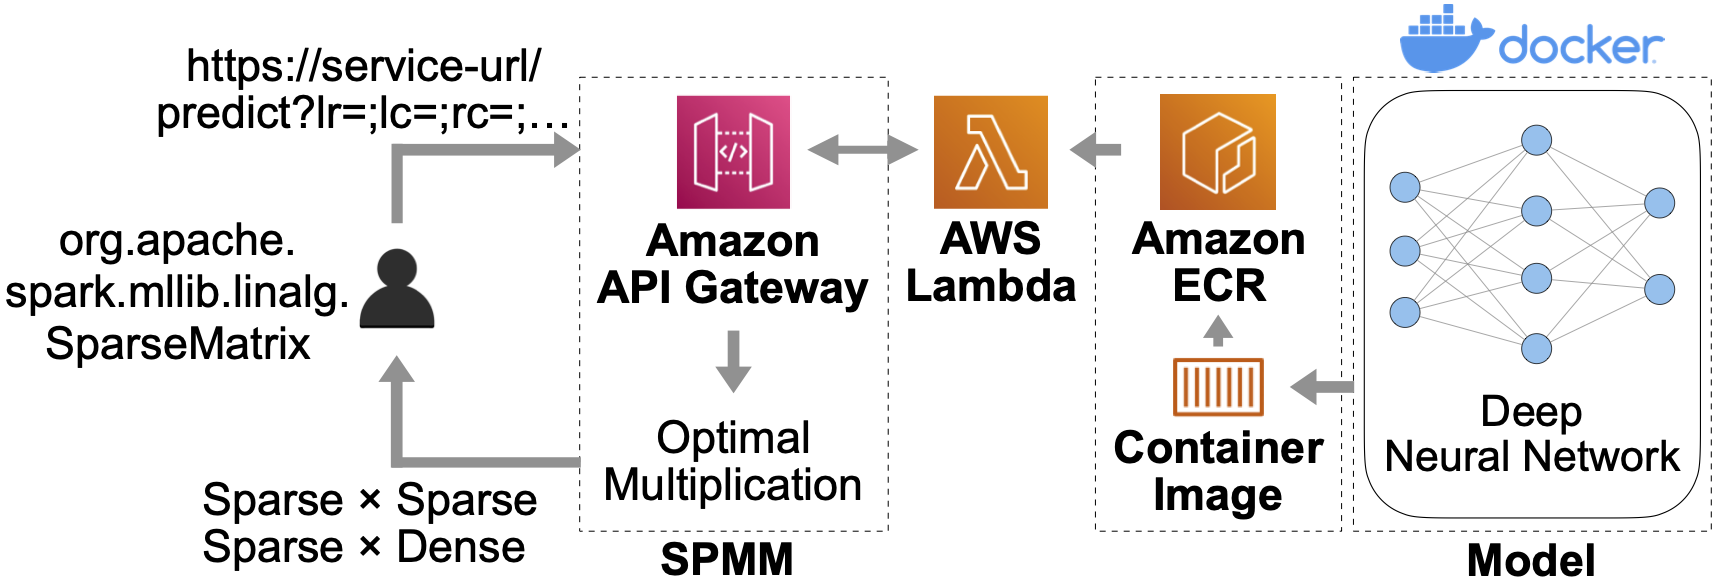 https://service-url/
predict?lr=;lc=;rc=;...
org.apache.
spark.mllib.linalg.
SparseMatrix
Sparse × Sparse
Sparse × Dense
</>
Amazon
API Gateway
Optimal
Multiplication
SPMM
AWS
Lambda
Amazon
ECR
Container
Image
docker
Deep
Neural Network
Model